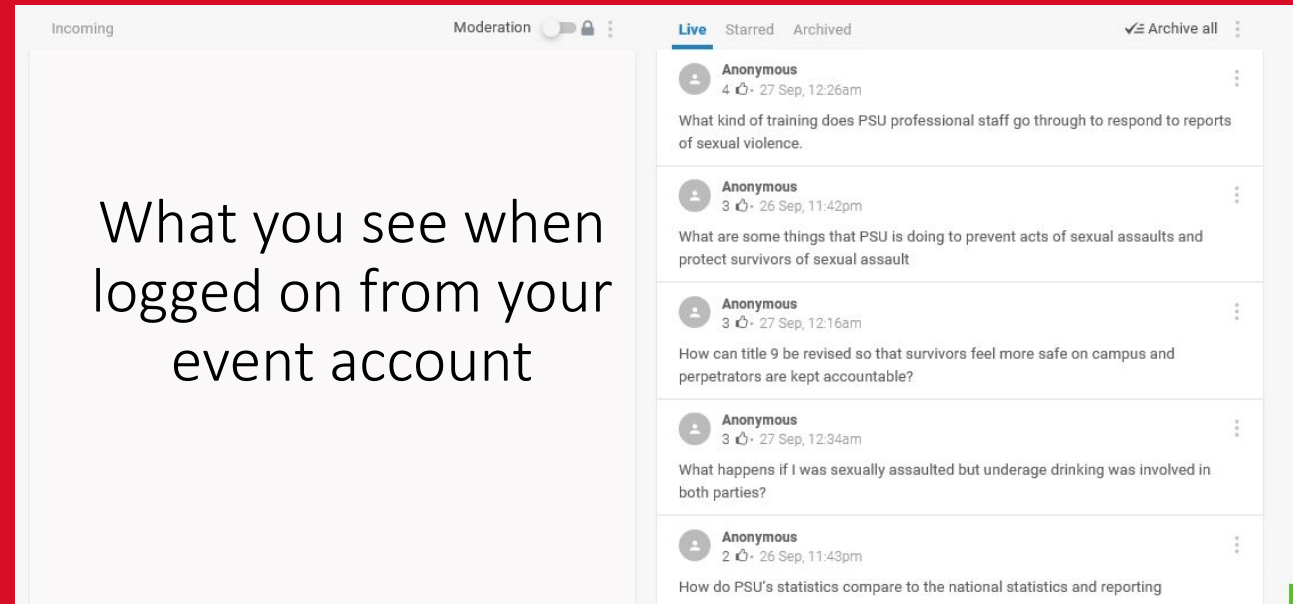 Incoming
Moderation
What you see when
logged on from your
event account
Live Starred Archived
Archive all
Anonymous
4 · 27 Sep, 12:26am
What kind of training does PSU professional staff go through to respond to reports
of sexual violence.
Anonymous
3 · 26 Sep, 11:42pm
What are some things that PSU is doing to prevent acts of sexual assaults and
protect survivors of sexual assault
Anonymous
3 · 27 Sep, 12:16am
How can title 9 be revised so that survivors feel more safe on campus and
perpetrators are kept accountable?
Anonymous
3 · 27 Sep, 12:34am
What happens if I was sexually assaulted but underage drinking was involved in
both parties?
Anonymous
2 · 26 Sep, 11:43pm
How do PSU's statistics compare to the national statistics and reporting